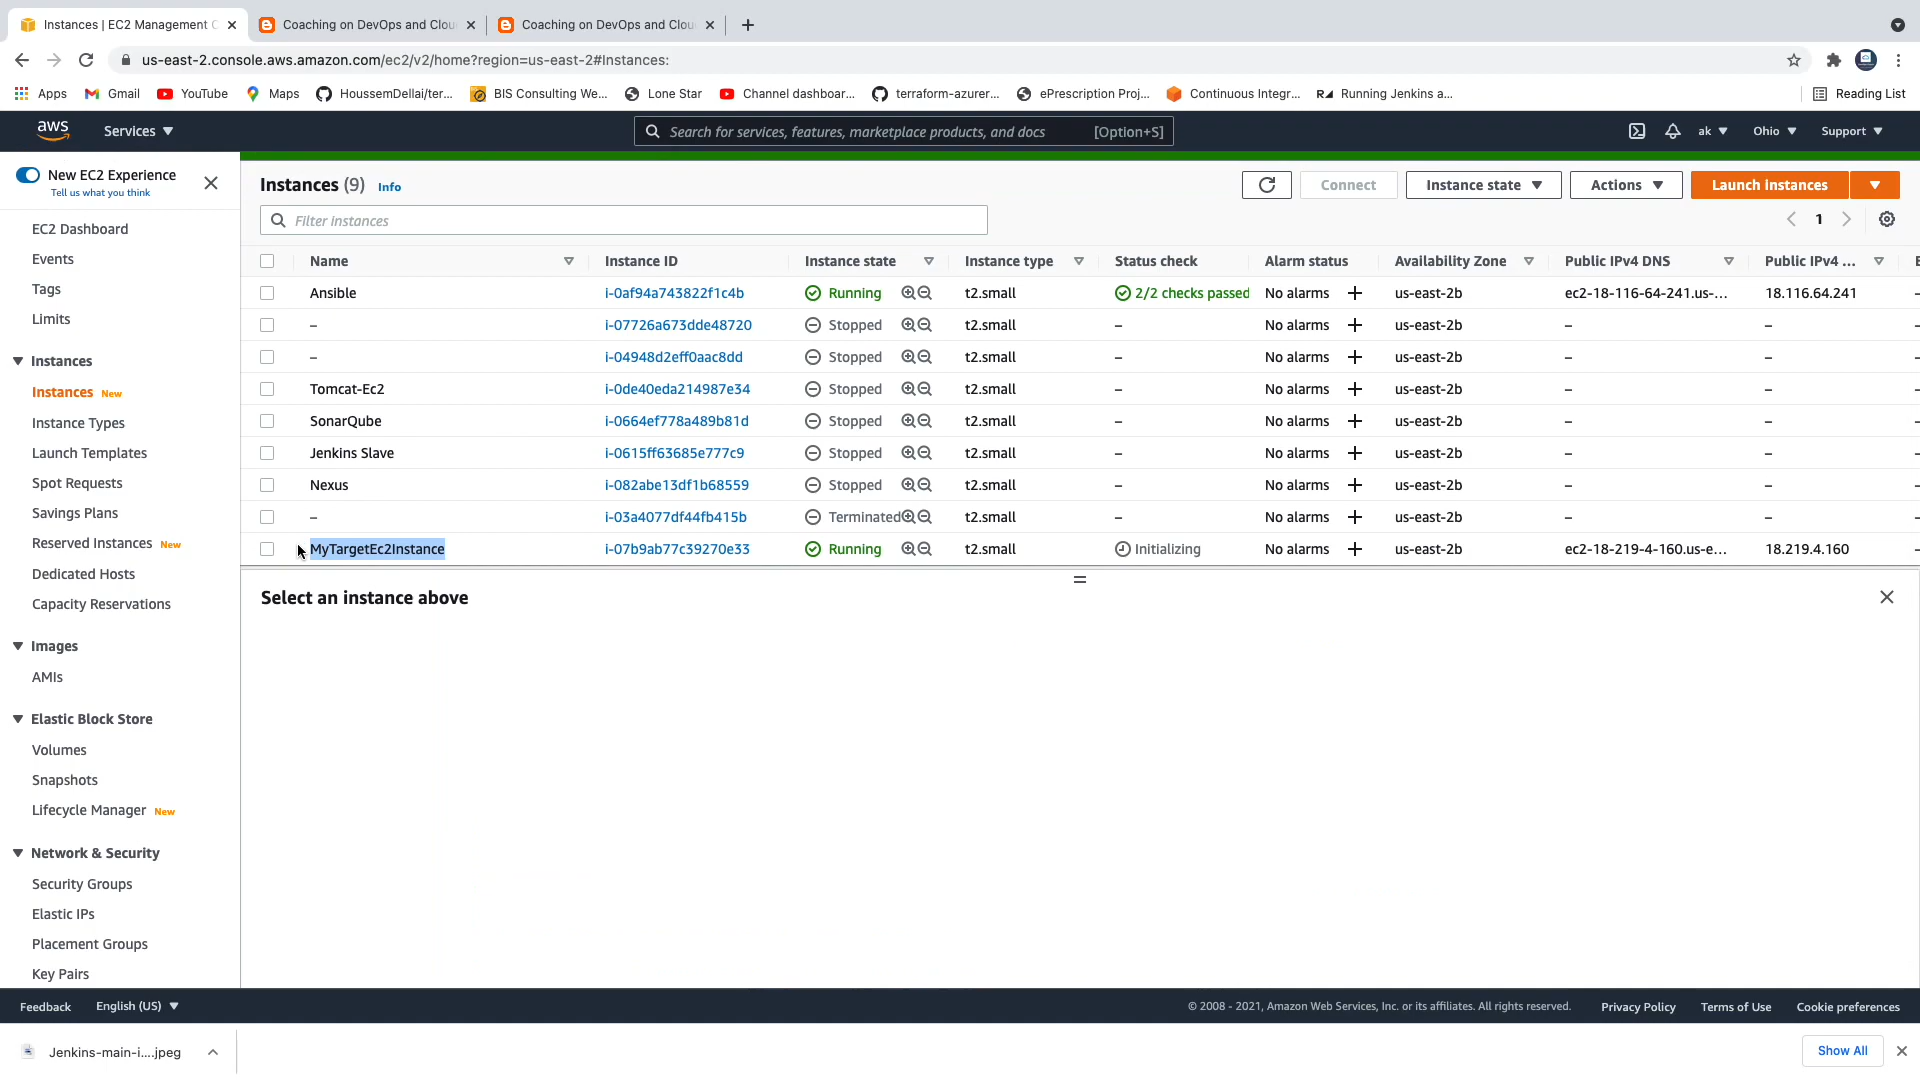 Instances | EC2 Management C
Coaching on DevOps and Clou
Coaching on DevOps and Clou
us-east-2.console.aws.amazon.com/ec2/v2/home?region=us-east-2#Instances:
Apps Gmail YouTube Maps HoussemDellai/ter... BIS Consulting We... Lone Star Channel dashboar... terraform-azurer... ePrescription Proj... Continuous Integr... Running Jenkins a... Reading List
aws Services Search for services, features, marketplace products, and docs [Option+S] ak Ohio Support
New EC2 Experience
Tell us what you think
EC2 Dashboard
Events
Tags
Limits
Instances
Instances New
Instance Types
Launch Templates
Spot Requests
Savings Plans
Reserved Instances New
Dedicated Hosts
Capacity Reservations
Images
AMIs
Elastic Block Store
Volumes
Snapshots
Lifecycle Manager New
Network & Security
Security Groups
Elastic IPs
Placement Groups
Key Pairs
Instances (9) Info Connect Instance state Actions Launch instances
Filter instances 1
Name Instance ID Instance state Instance type Status check Alarm status Availability Zone Public IPv4 DNS Public IPv4 ... E
Ansible i-0af94a743822f1c4b Running t2.small 2/2 checks passed No alarms + us-east-2b ec2-18-116-64-241.us-... 18.116.64.241 –
– i-07726a673dde48720 Stopped t2.small – No alarms + us-east-2b – – –
– i-04948d2eff0aac8dd Stopped t2.small – No alarms + us-east-2b – – –
Tomcat-Ec2 i-0de40eda214987e34 Stopped t2.small – No alarms + us-east-2b – – –
SonarQube i-0664ef778a489b81d Stopped t2.small – No alarms + us-east-2b – – –
Jenkins Slave i-0615ff63685e777c9 Stopped t2.small – No alarms + us-east-2b – – –
Nexus i-082abe13df1b68559 Stopped t2.small – No alarms + us-east-2b – – –
– i-03a4077df44fb415b Terminated t2.small – No alarms + us-east-2b – – –
MyTargetEc2Instance i-07b9ab77c39270e33 Running t2.small Initializing No alarms + us-east-2b ec2-18-219-4-160.us-e... 18.219.4.160 –
Select an instance above
Feedback English (US) © 2008 - 2021, Amazon Web Services, Inc. or its affiliates. All rights reserved. Privacy Policy Terms of Use Cookie preferences
Jenkins-main-i....jpeg Show All